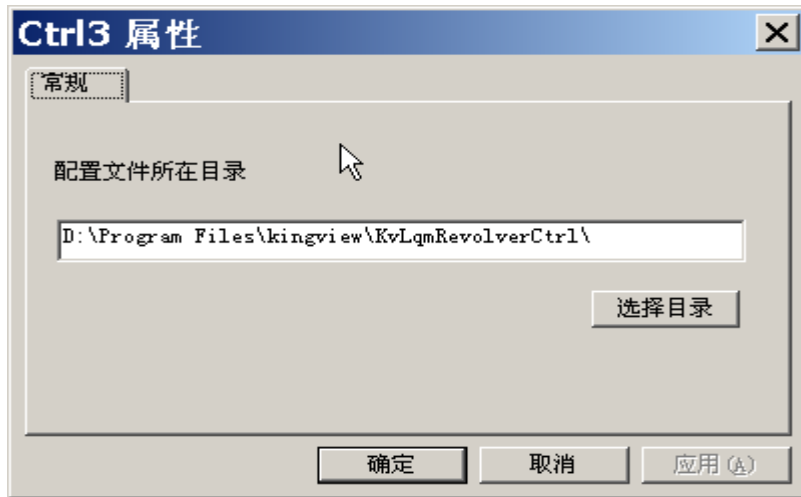 Ctrl3 属性
常规
配置文件所在目录
D:\Program Files\kingview\KvLqmRevolverCtrl\
选择目录
确定 取消 应用(A)